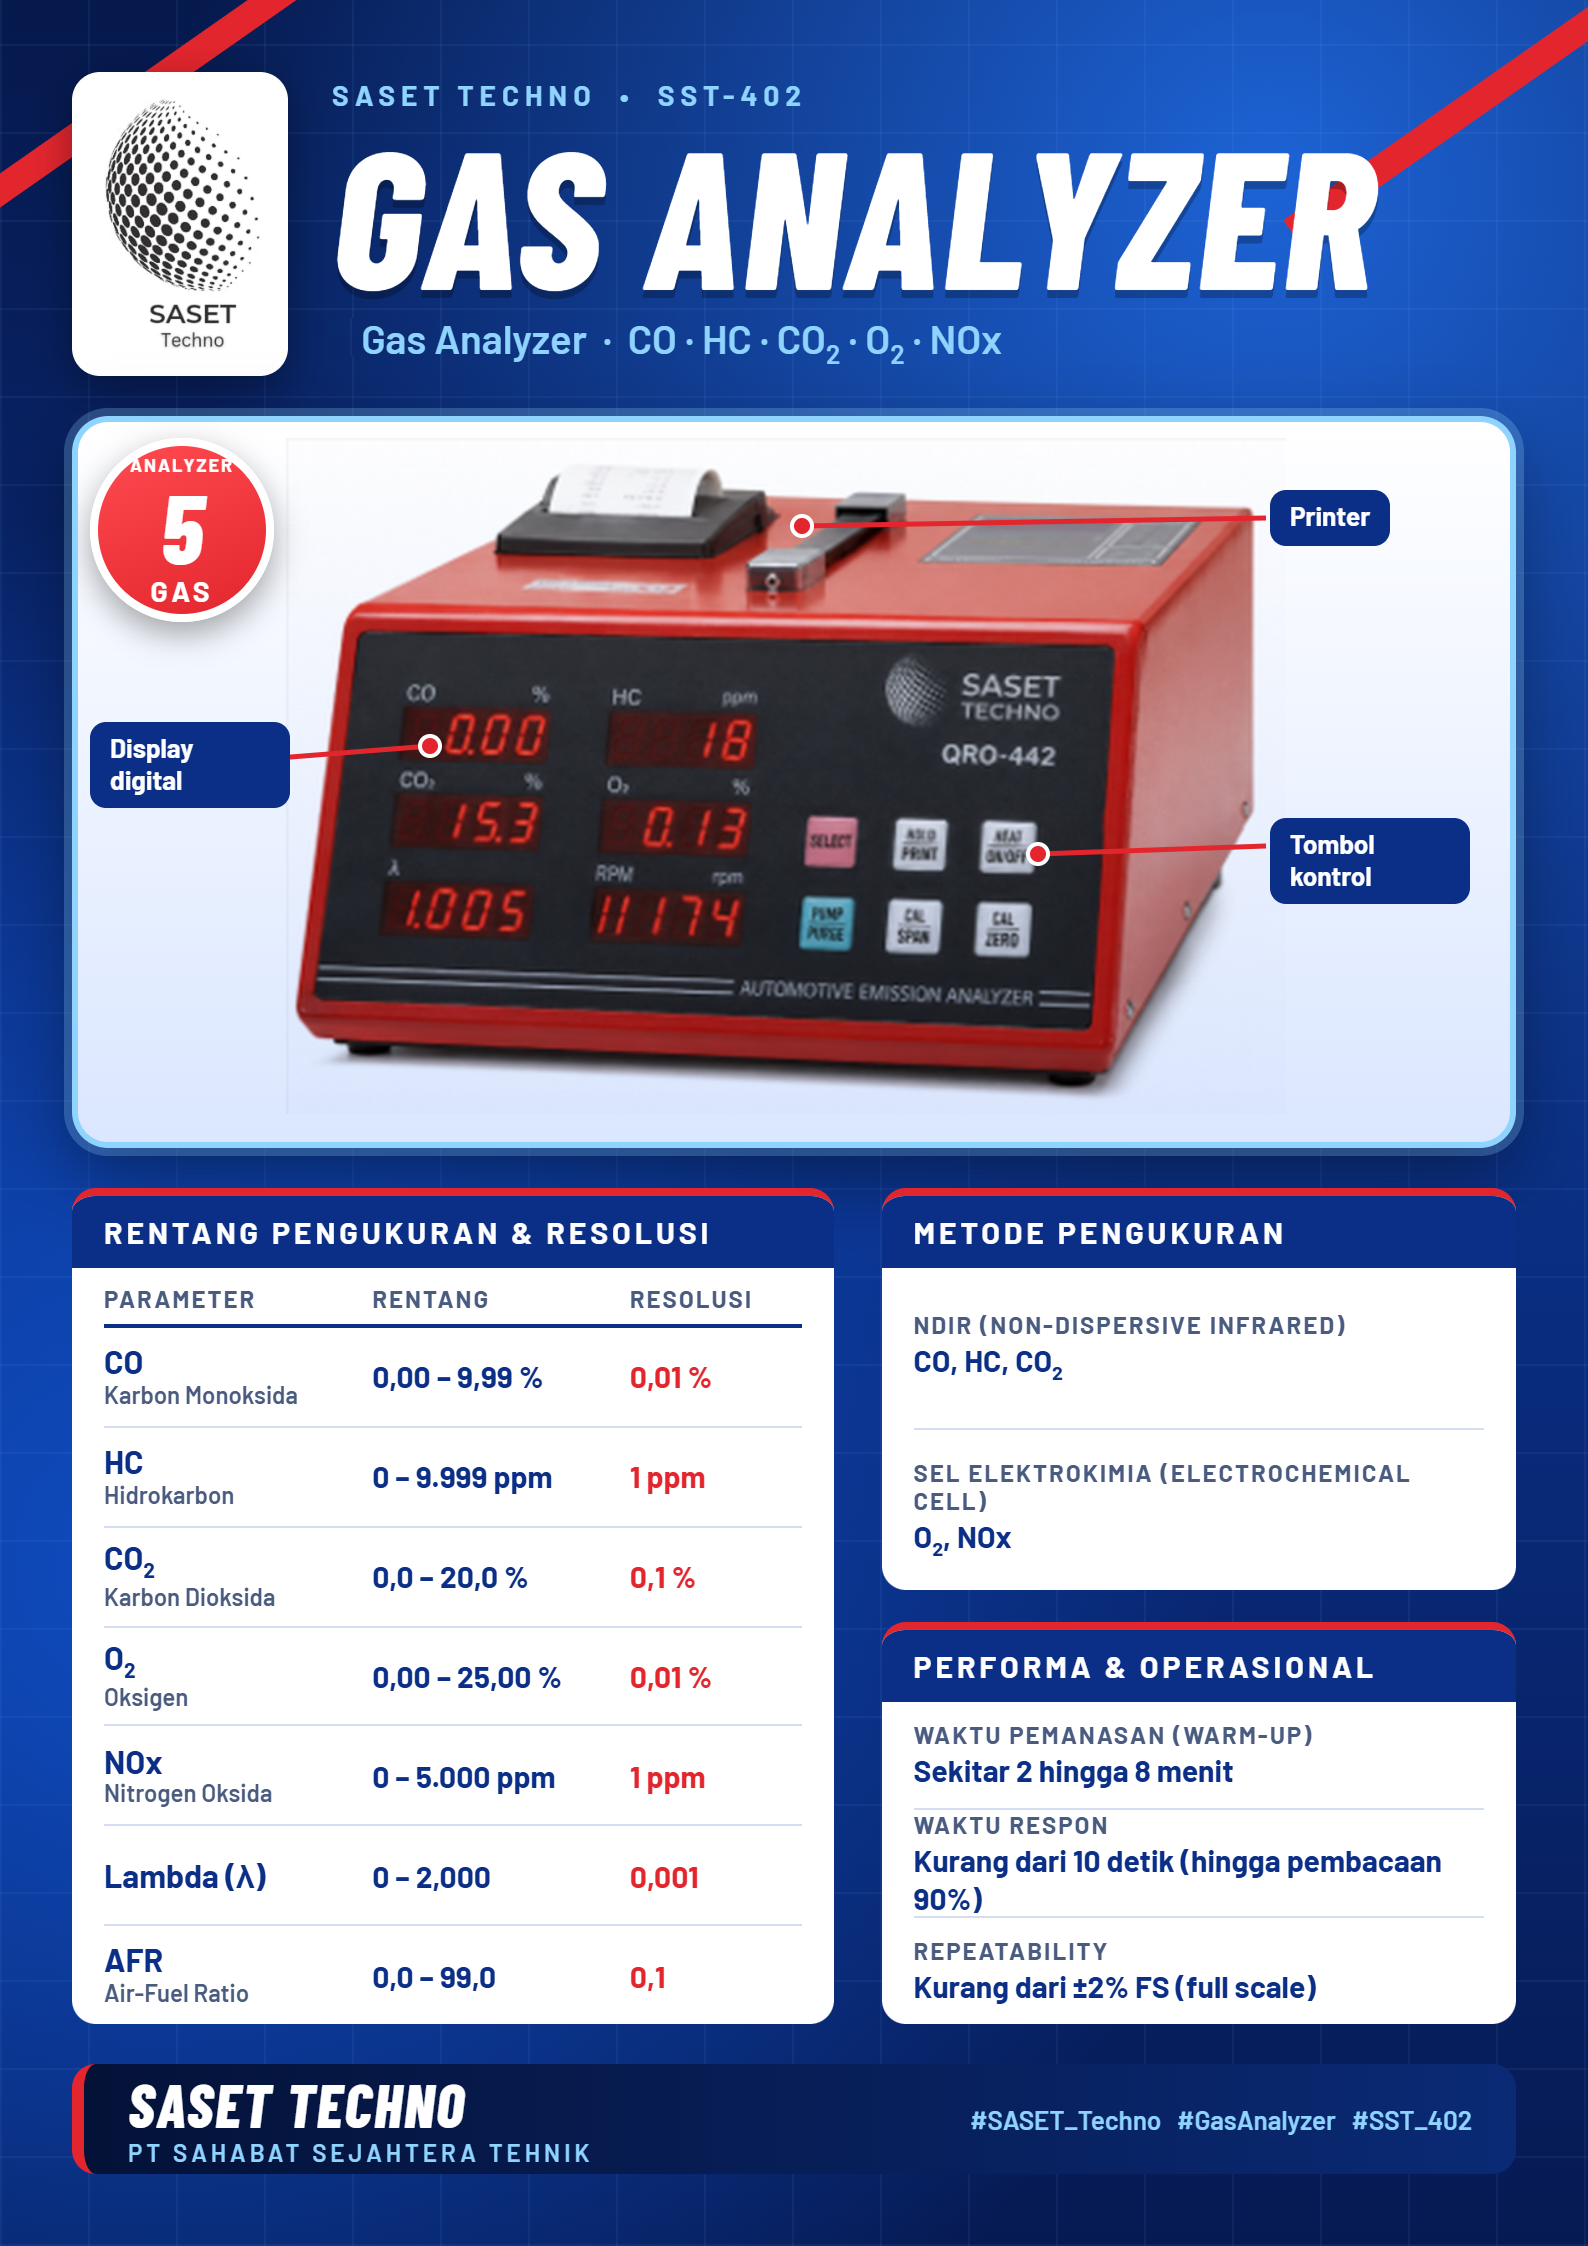 SASET
Techno
SASET TECHNO • SST-402
GAS ANALYZER
Gas Analyzer · CO · HC · CO₂ · O₂ · NOx
ANALYZER
5
GAS
Printer
Display
digital
Tombol
kontrol
SASET
TECHNO
QRO-442
CO %
0.00
HC ppm
18
CO₂ %
15.3
O₂ %
0.13
λ
1.005
RPM rpm
11174
SELECT
HOLD
PRINT
HEAT
ON/OFF
PUMP
PURGE
CAL
SPAN
CAL
ZERO
AUTOMOTIVE EMISSION ANALYZER
RENTANG PENGUKURAN & RESOLUSI
PARAMETER RENTANG RESOLUSI
CO
Karbon Monoksida
0,00 – 9,99 % 0,01 %
HC
Hidrokarbon
0 – 9.999 ppm 1 ppm
CO₂
Karbon Dioksida
0,0 – 20,0 % 0,1 %
O₂
Oksigen
0,00 – 25,00 % 0,01 %
NOx
Nitrogen Oksida
0 – 5.000 ppm 1 ppm
Lambda (λ) 0 – 2,000 0,001
AFR
Air-Fuel Ratio
0,0 – 99,0 0,1
METODE PENGUKURAN
NDIR (NON-DISPERSIVE INFRARED)
CO, HC, CO₂
SEL ELEKTROKIMIA (ELECTROCHEMICAL
CELL)
O₂, NOx
PERFORMA & OPERASIONAL
WAKTU PEMANASAN (WARM-UP)
Sekitar 2 hingga 8 menit
WAKTU RESPON
Kurang dari 10 detik (hingga pembacaan
90%)
REPEATABILITY
Kurang dari ±2% FS (full scale)
SASET TECHNO
PT SAHABAT SEJAHTERA TEHNIK
#SASET_Techno #GasAnalyzer #SST_402